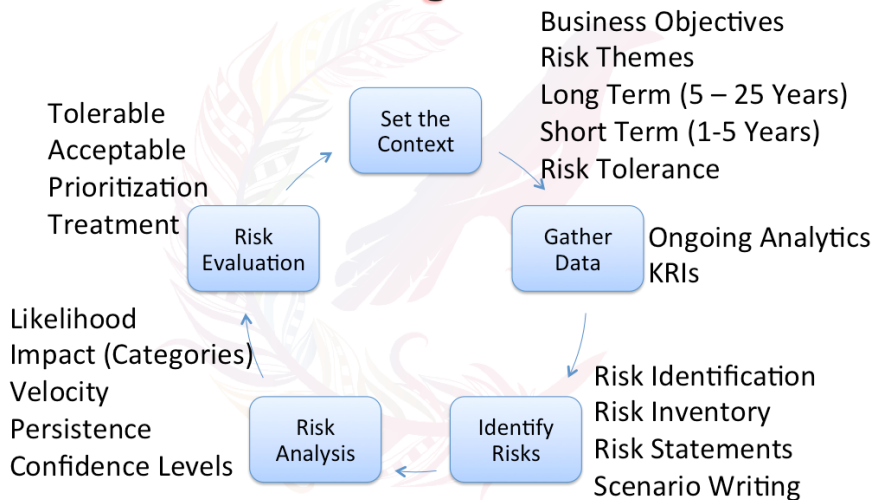 Business Objectives
Risk Themes
Long Term (5 – 25 Years)
Short Term (1-5 Years)
Risk Tolerance
Set the
Context
Tolerable
Acceptable
Prioritization
Treatment
Risk
Evaluation
Gather
Data
Ongoing Analytics
KRIs
Likelihood
Impact (Categories)
Velocity
Persistence
Confidence Levels
Risk
Analysis
Identify
Risks
Risk Identification
Risk Inventory
Risk Statements
Scenario Writing